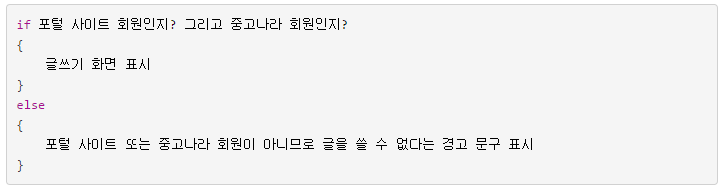 if 포털 사이트 회원인지? 그리고 중고나라 회원인지?
{
글쓰기 화면 표시
}
else
{
포털 사이트 또는 중고나라 회원이 아니므로 글을 쓸 수 없다는 경고 문구 표시
}